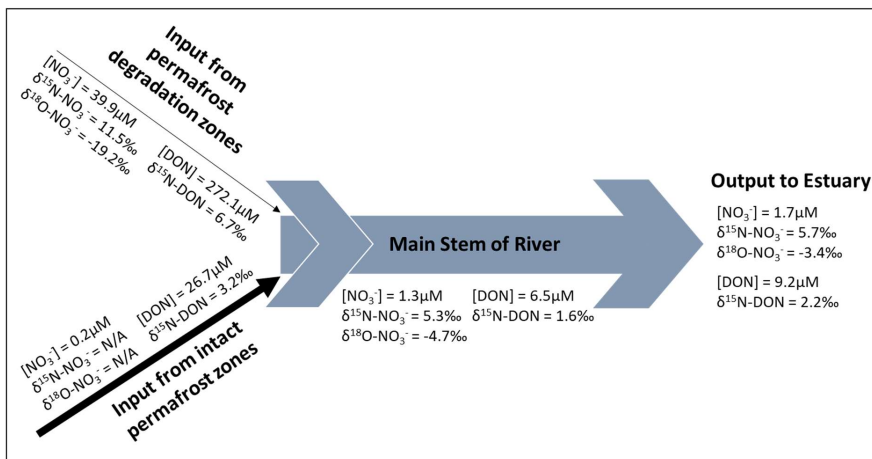 Input from
permafrost
degradation zones
[NO₃⁻] = 39.9µM
δ¹⁵N-NO₃⁻ = 11.5‰
δ¹⁸O-NO₃⁻ = -19.2‰
[DON] = 272.1µM
δ¹⁵N-DON = 6.7‰
[NO₃⁻] = 0.2µM
δ¹⁵N-NO₃⁻ = N/A
δ¹⁸O-NO₃⁻ = N/A
[DON] = 26.7µM
δ¹⁵N-DON = 3.2‰
Input from intact
permafrost zones
Main Stem of River
[NO₃⁻] = 1.3µM
δ¹⁵N-NO₃⁻ = 5.3‰
δ¹⁸O-NO₃⁻ = -4.7‰
[DON] = 6.5µM
δ¹⁵N-DON = 1.6‰
Output to Estuary
[NO₃⁻] = 1.7µM
δ¹⁵N-NO₃⁻ = 5.7‰
δ¹⁸O-NO₃⁻ = -3.4‰
[DON] = 9.2µM
δ¹⁵N-DON = 2.2‰